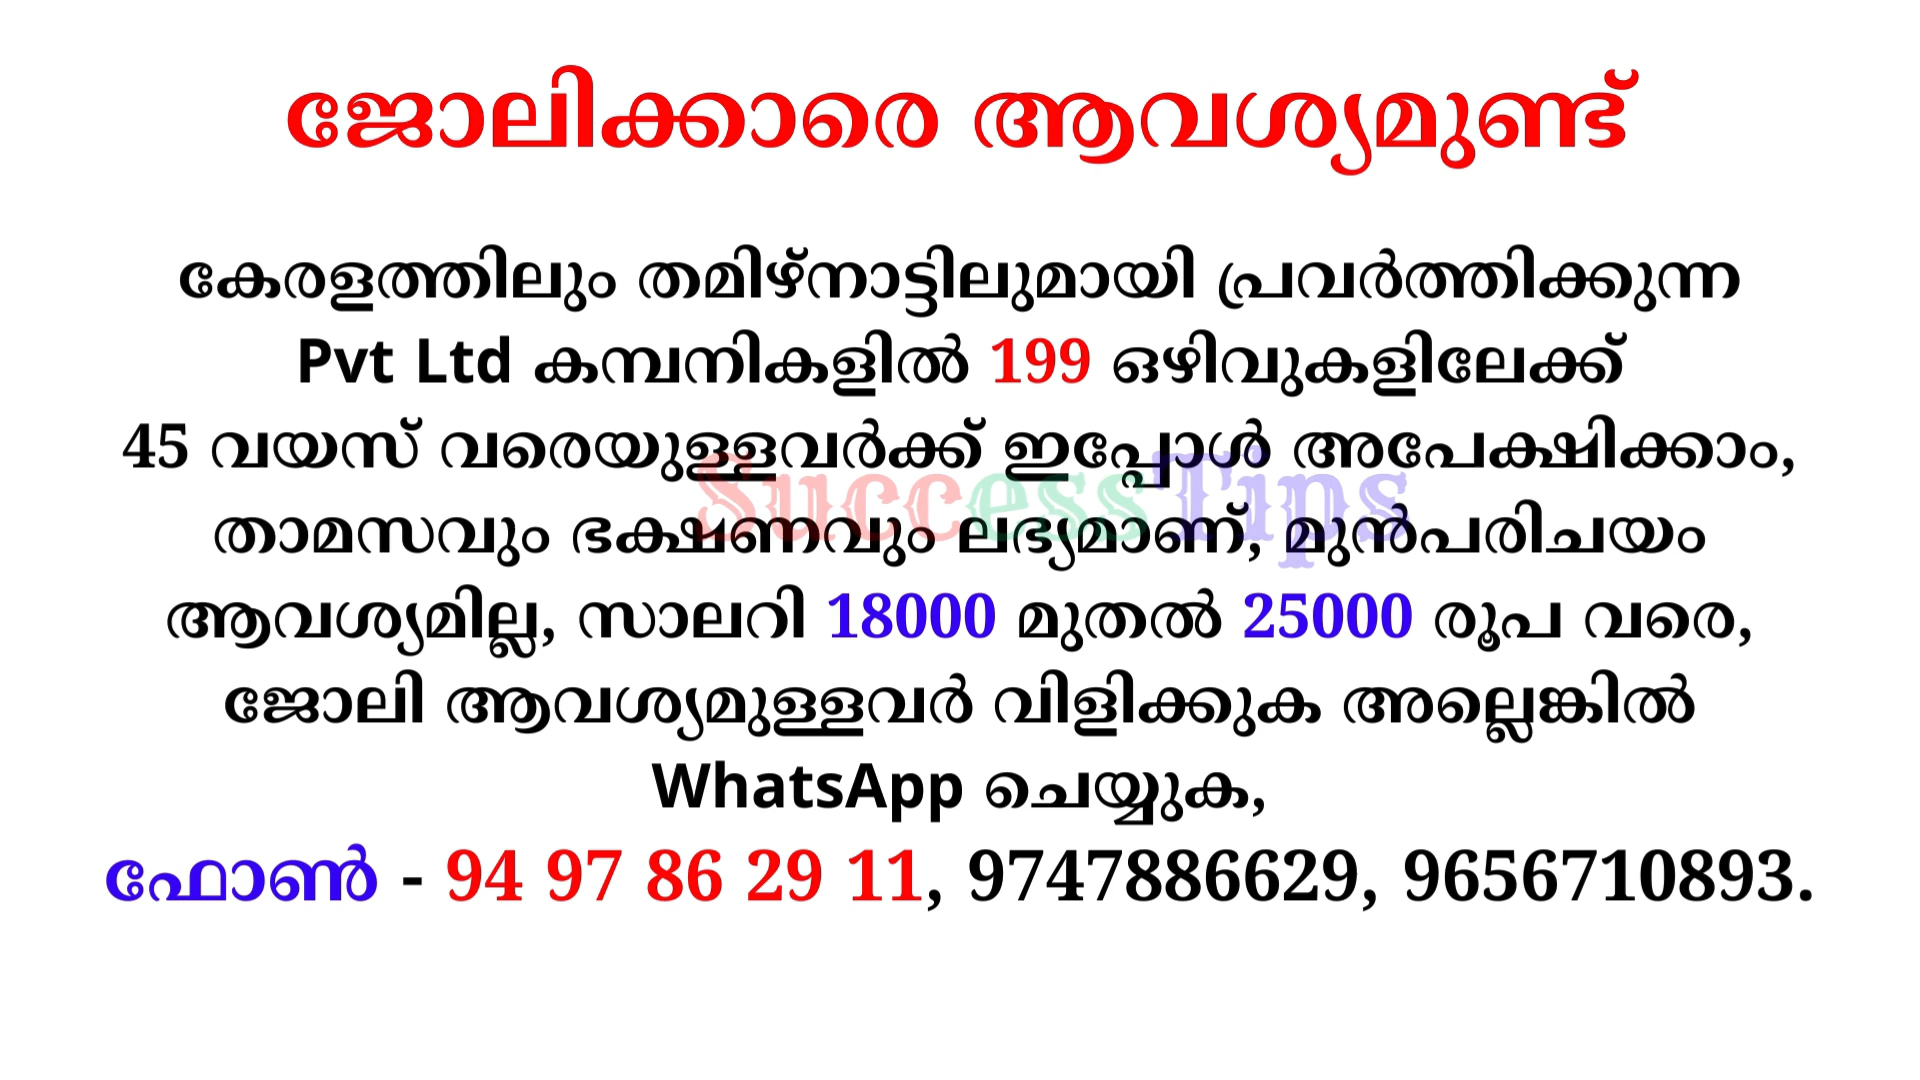 ജോലിക്കാരെ ആവശ്യമുണ്ട്
കേരളത്തിലും തമിഴ്നാട്ടിലുമായി പ്രവർത്തിക്കുന്ന
Pvt Ltd കമ്പനികളിൽ 199 ഒഴിവുകളിലേക്ക്
45 വയസ് വരെയുള്ളവർക്ക് ഇപ്പോൾ അപേക്ഷിക്കാം,
SuccessTips
താമസവും ഭക്ഷണവും ലഭ്യമാണ്, മുൻപരിചയം
ആവശ്യമില്ല, സാലറി 18000 മുതൽ 25000 രൂപ വരെ,
ജോലി ആവശ്യമുള്ളവർ വിളിക്കുക അല്ലെങ്കിൽ
WhatsApp ചെയ്യുക,
ഫോൺ - 94 97 86 29 11, 9747886629, 9656710893.